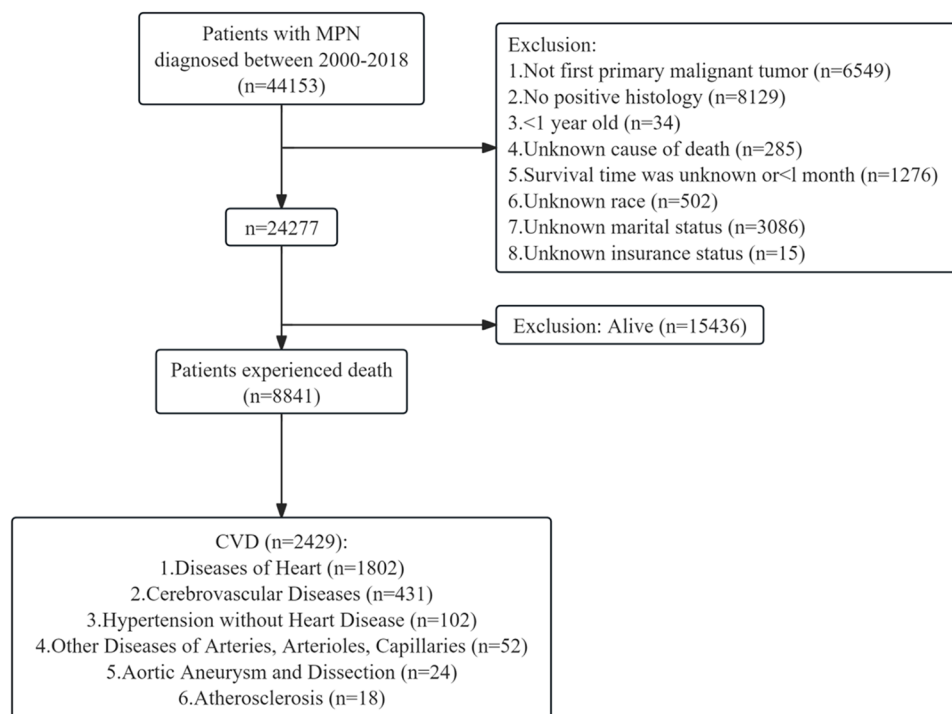 Patients with MPN
diagnosed between 2000-2018
(n=44153)
Exclusion:
1.Not first primary malignant tumor (n=6549)
2.No positive histology (n=8129)
3.<1 year old (n=34)
4.Unknown cause of death (n=285)
5.Survival time was unknown or<l month (n=1276)
6.Unknown race (n=502)
7.Unknown marital status (n=3086)
8.Unknown insurance status (n=15)
n=24277
Exclusion: Alive (n=15436)
Patients experienced death
(n=8841)
CVD (n=2429):
1.Diseases of Heart (n=1802)
2.Cerebrovascular Diseases (n=431)
3.Hypertension without Heart Disease (n=102)
4.Other Diseases of Arteries, Arterioles, Capillaries (n=52)
5.Aortic Aneurysm and Dissection (n=24)
6.Atherosclerosis (n=18)